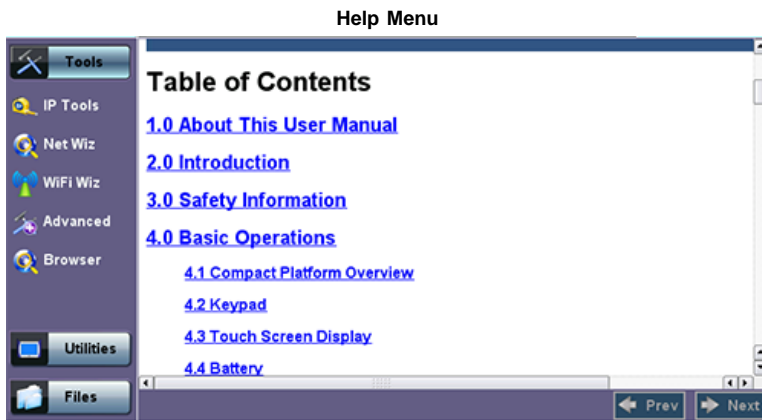 Help Menu
Tools
IP Tools
Net Wiz
WiFi Wiz
Advanced
Browser
Utilities
Files
Table of Contents
1.0 About This User Manual
2.0 Introduction
3.0 Safety Information
4.0 Basic Operations
4.1 Compact Platform Overview
4.2 Keypad
4.3 Touch Screen Display
4.4 Battery
Prev
Next